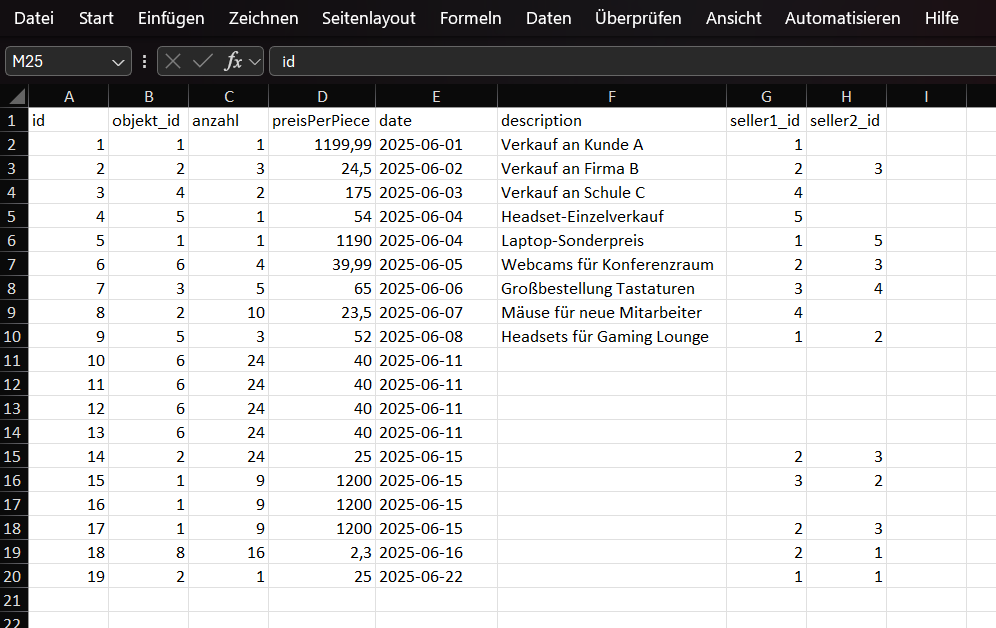 Datei Start Einfügen Zeichnen Seitenlayout Formeln Daten Überprüfen Ansicht Automatisieren Hilfe
M25 fx id
A B C D E F G H I
1 id objekt_id anzahl preisPerPiece date description seller1_id seller2_id
2 1 1 1 1199,99 2025-06-01 Verkauf an Kunde A 1
3 2 2 3 24,5 2025-06-02 Verkauf an Firma B 2 3
4 3 4 2 175 2025-06-03 Verkauf an Schule C 4
5 4 5 1 54 2025-06-04 Headset-Einzelverkauf 5
6 5 1 1 1190 2025-06-04 Laptop-Sonderpreis 1 5
7 6 6 4 39,99 2025-06-05 Webcams für Konferenzraum 2 3
8 7 3 5 65 2025-06-06 Großbestellung Tastaturen 3 4
9 8 2 10 23,5 2025-06-07 Mäuse für neue Mitarbeiter 4
10 9 5 3 52 2025-06-08 Headsets für Gaming Lounge 1 2
11 10 6 24 40 2025-06-11
12 11 6 24 40 2025-06-11
13 12 6 24 40 2025-06-11
14 13 6 24 40 2025-06-11
15 14 2 24 25 2025-06-15 2 3
16 15 1 9 1200 2025-06-15 3 2
17 16 1 9 1200 2025-06-15
18 17 1 9 1200 2025-06-15 2 3
19 18 8 16 2,3 2025-06-16 2 1
20 19 2 1 25 2025-06-22 1 1
21
22